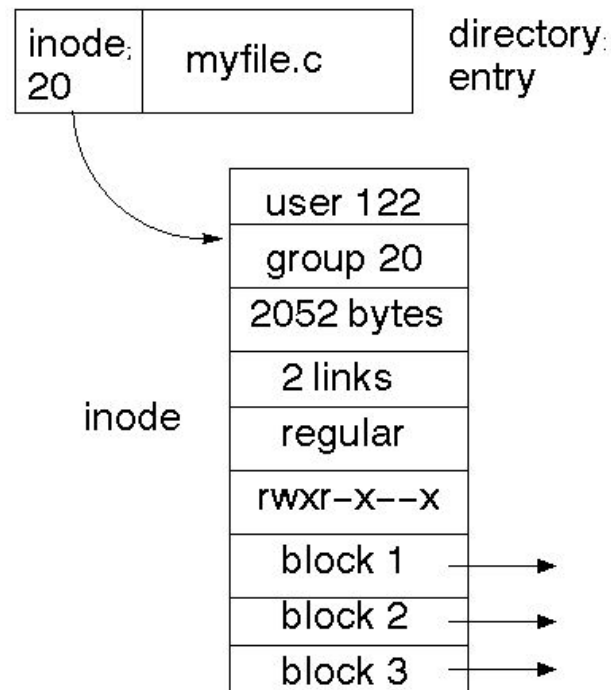 inode;
20
myfile.c
directory:
entry
user 122
group 20
2052 bytes
2 links
inode
regular
rwxr-x--x
block 1
block 2
block 3